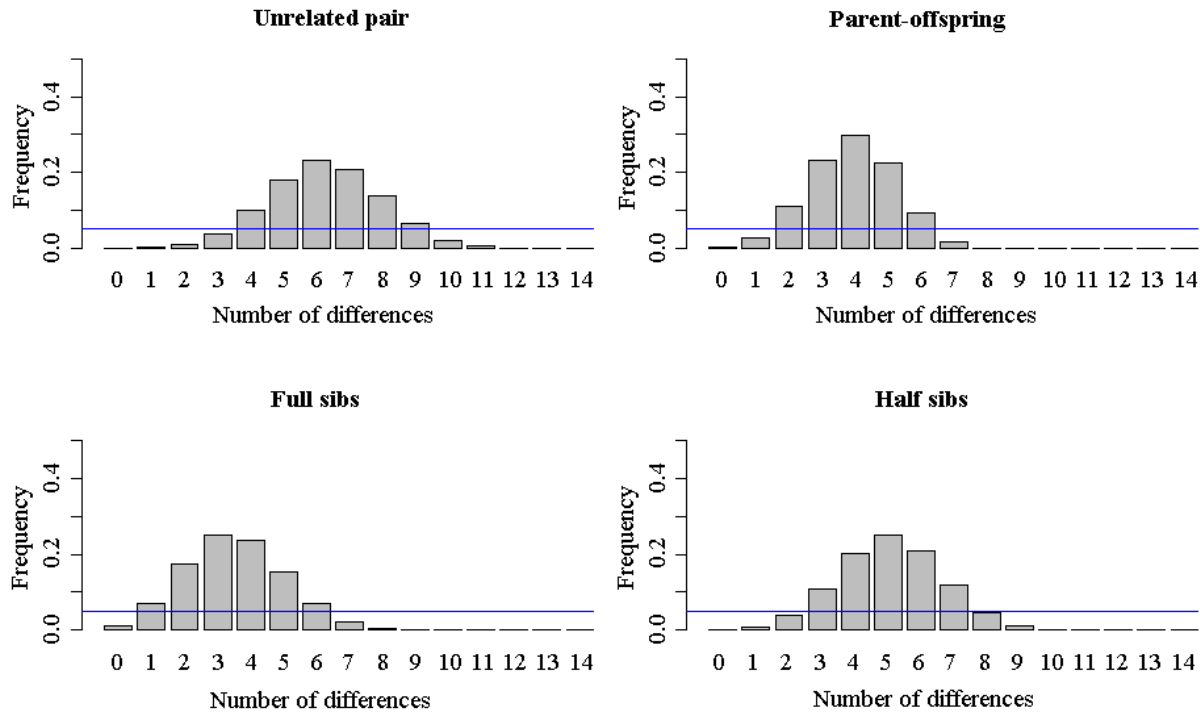 Unrelated pair
Frequency
0.0 0.2 0.4
0 1 2 3 4 5 6 7 8 9 10 11 12 13 14
Number of differences
Parent-offspring
Frequency
0.0 0.2 0.4
0 1 2 3 4 5 6 7 8 9 10 11 12 13 14
Number of differences
Full sibs
Frequency
0.0 0.2 0.4
0 1 2 3 4 5 6 7 8 9 10 11 12 13 14
Number of differences
Half sibs
Frequency
0.0 0.2 0.4
0 1 2 3 4 5 6 7 8 9 10 11 12 13 14
Number of differences